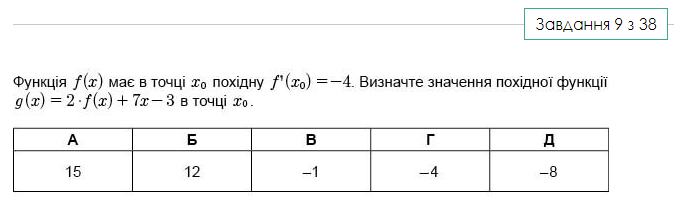 Завдання 9 з 38
Функція f(x) має в точці x₀ похідну f'(x₀) = −4. Визначте значення похідної функції
g(x) = 2·f(x) + 7x − 3 в точці x₀.
А Б В Г Д
15 12 −1 −4 −8